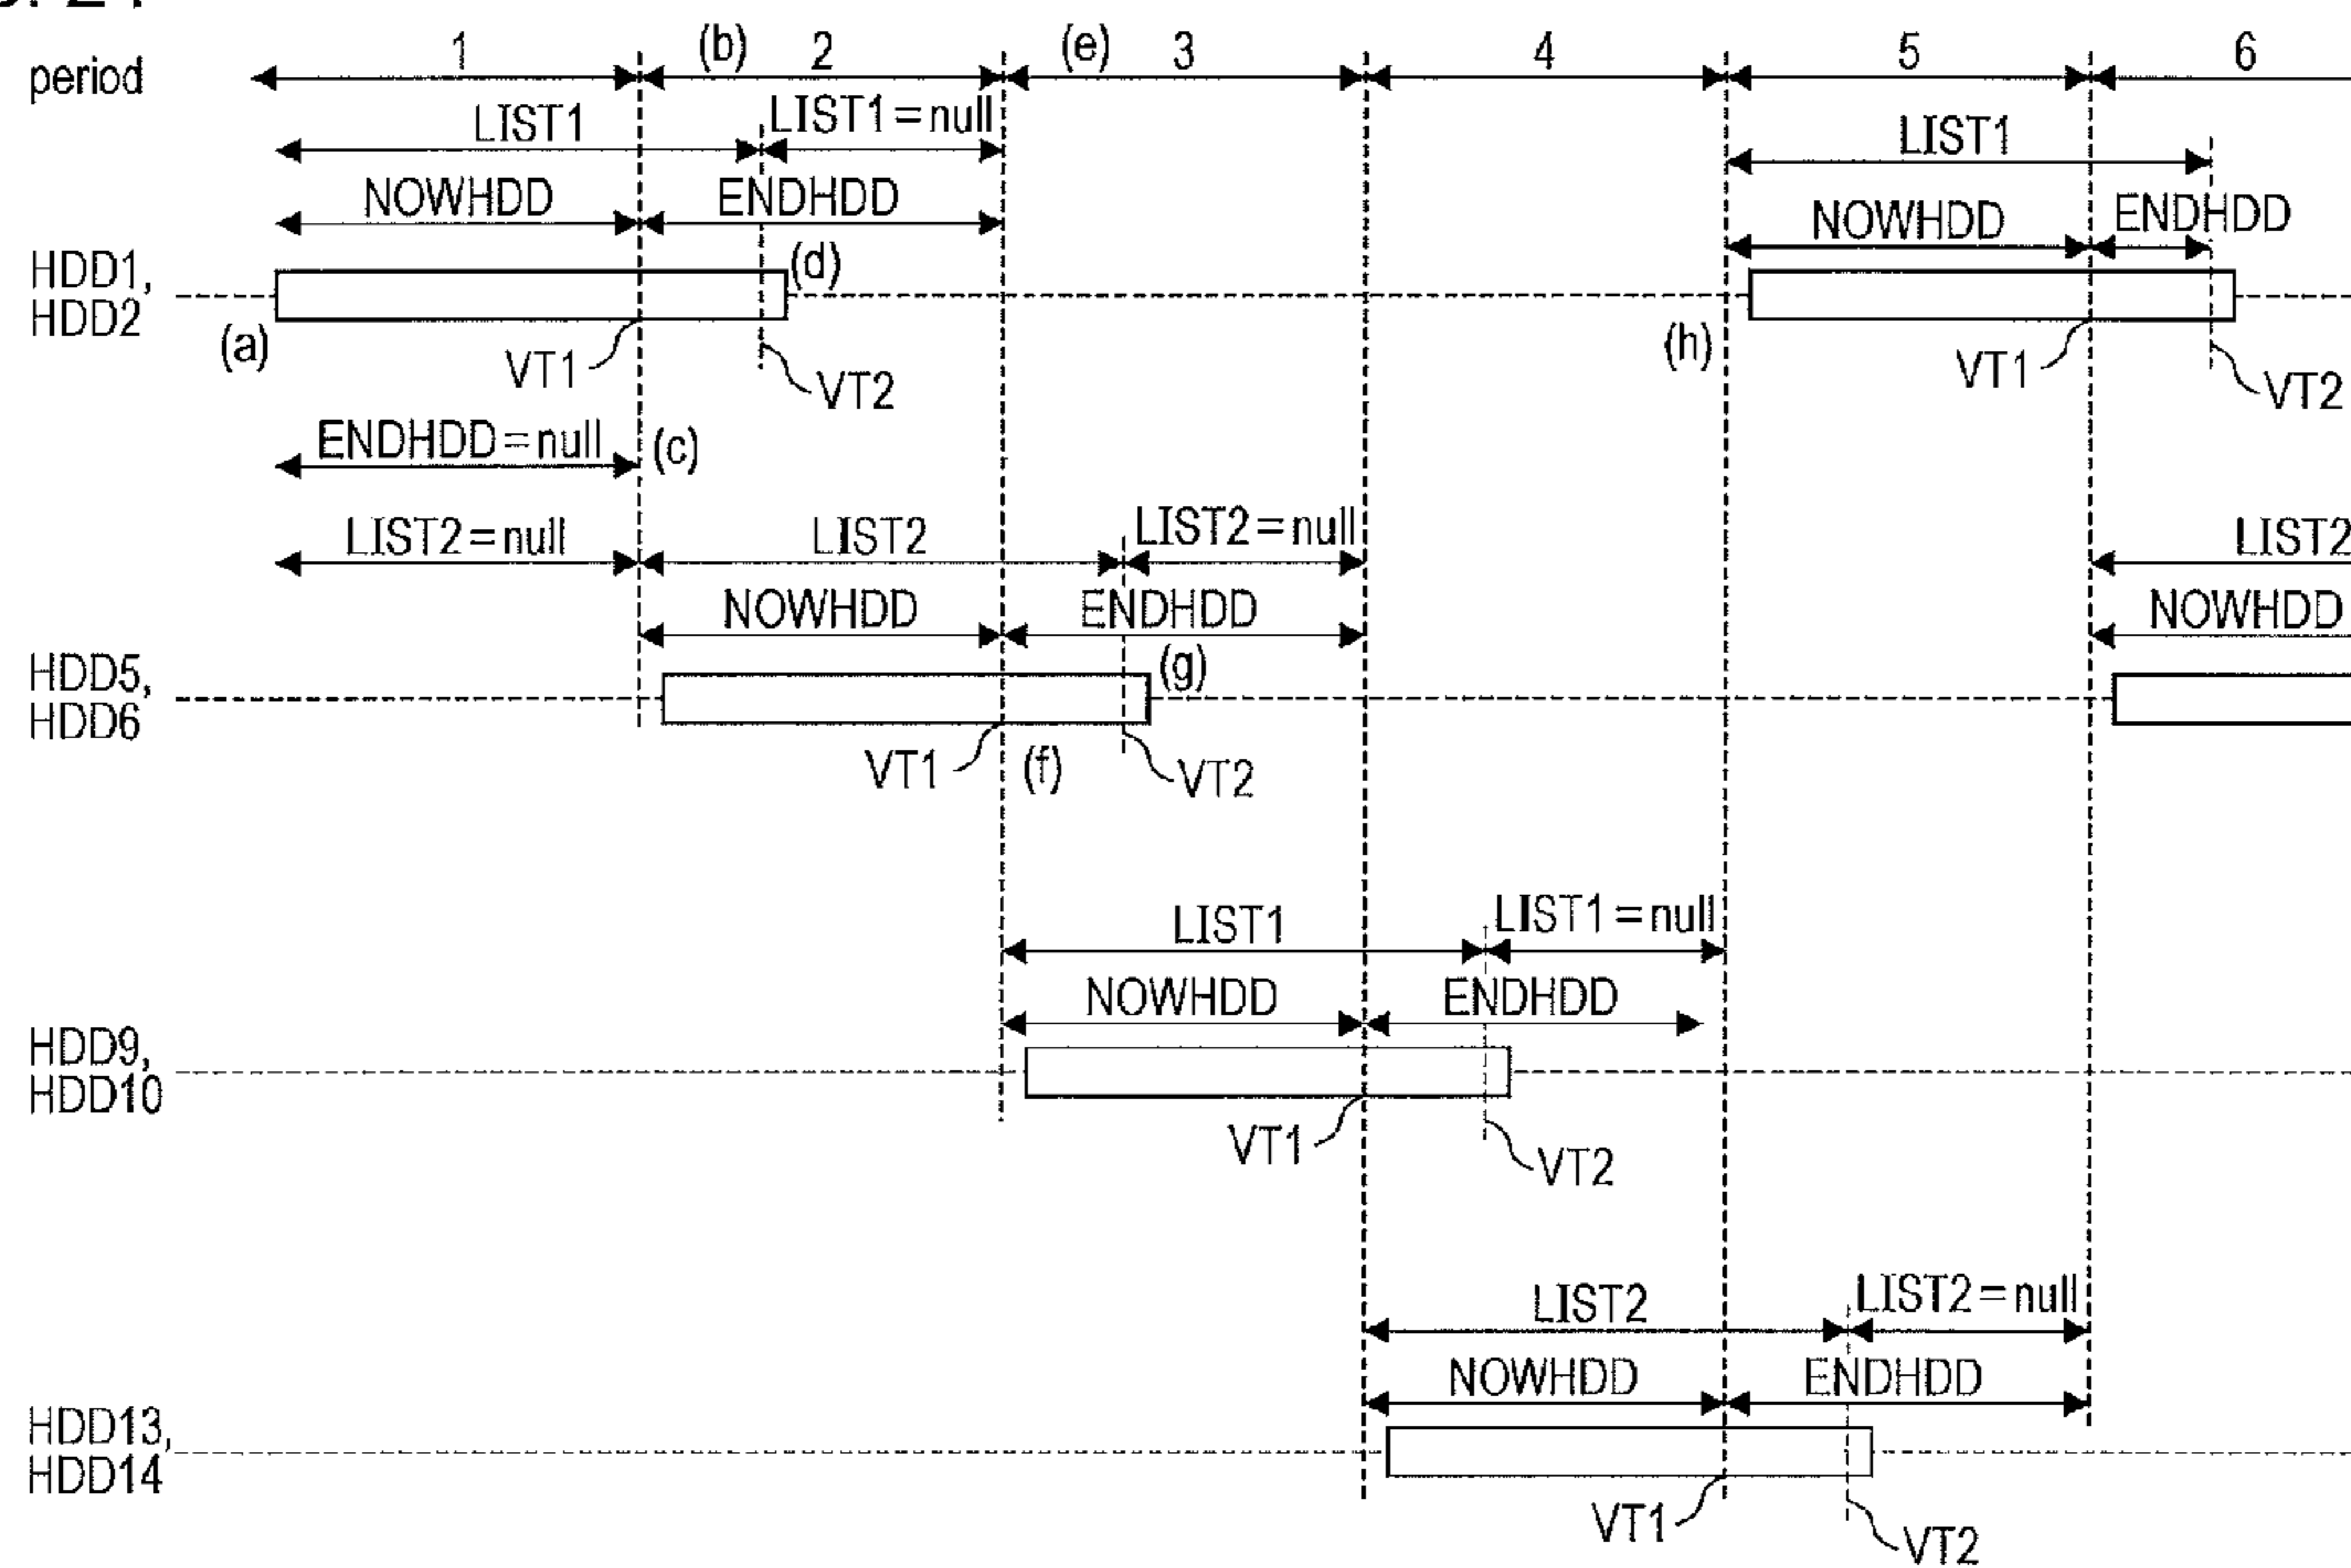 period 1 (b) 2 (e) 3 4 5 6
LIST1 LIST1=null LIST1
NOWHDD ENDHDD NOWHDD ENDHDD
HDD1,
HDD2
(a) (d) (h)
VT1 VT2 VT1 VT2
ENDHDD=null (c)
LIST2=null LIST2 LIST2=null LIST2
NOWHDD ENDHDD NOWHDD
HDD5,
HDD6
(g)
VT1 (f) VT2
LIST1 LIST1=null
NOWHDD ENDHDD
HDD9,
HDD10
VT1 VT2
LIST2 LIST2=null
NOWHDD ENDHDD
HDD13,
HDD14
VT1 VT2